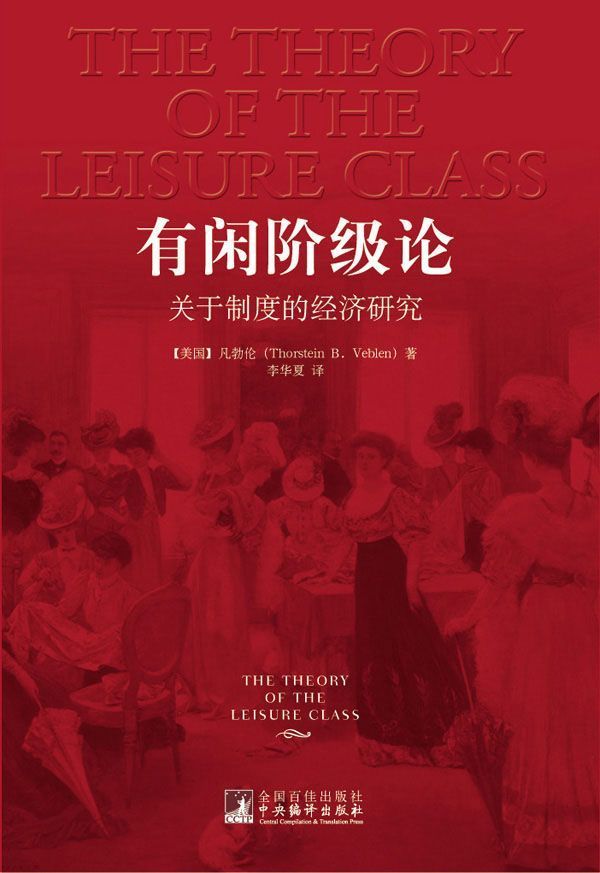 THE THEORY
OF THE
LEISURE CLASS
有闲阶级论
关于制度的经济研究
【美国】凡勃伦（Thorstein B. Veblen）著
李华夏 译
THE THEORY
OF THE
LEISURE CLASS
全国百佳出版社
中央编译出版社
CCTP
Central Compilation & Translation Press